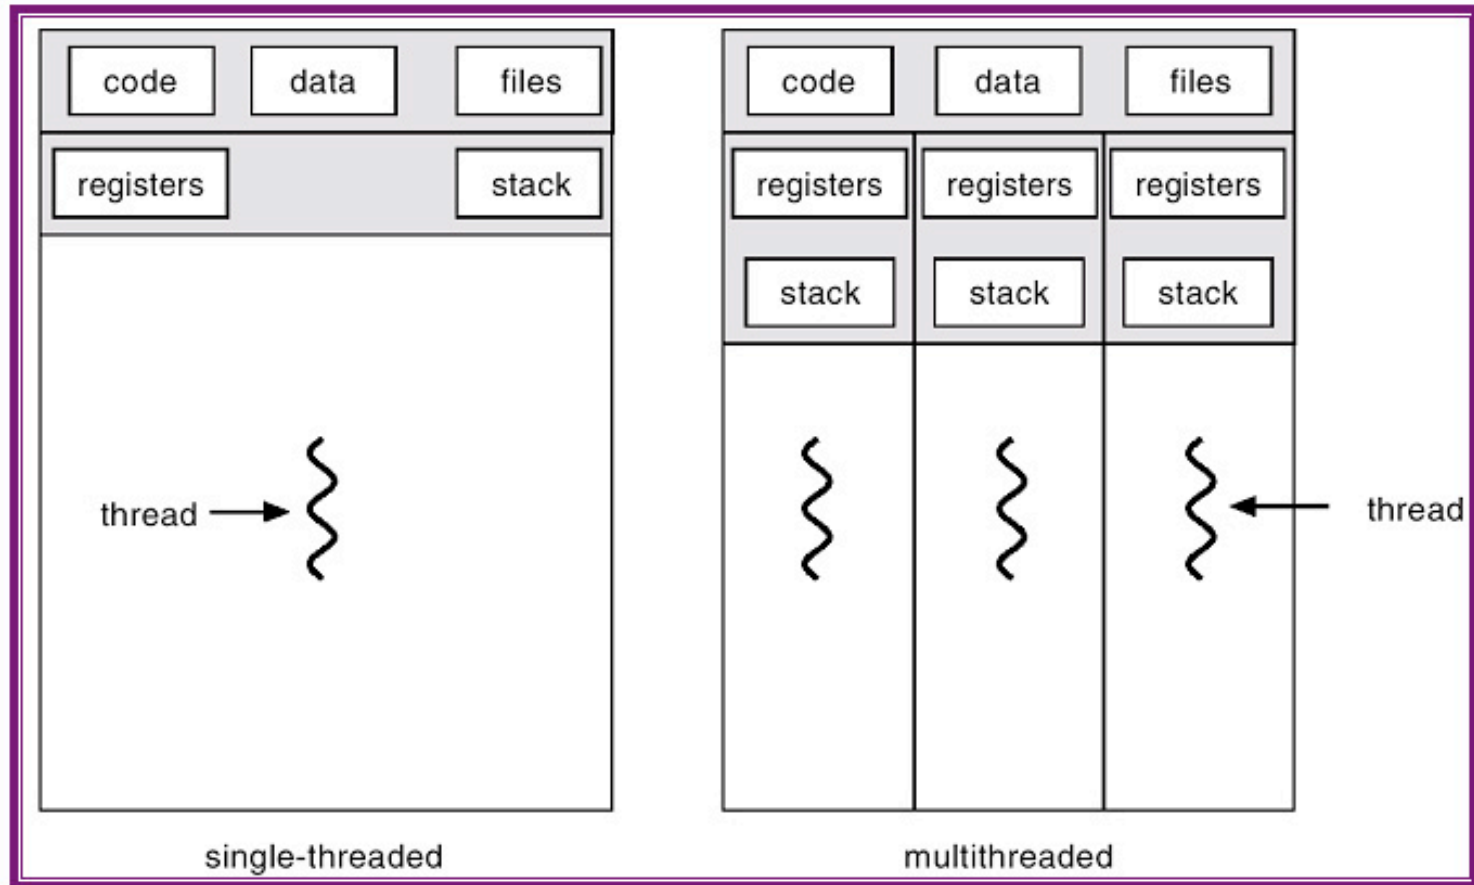 code data files
registers stack
thread
single-threaded
code data files
registers registers registers
stack stack stack
thread
multithreaded